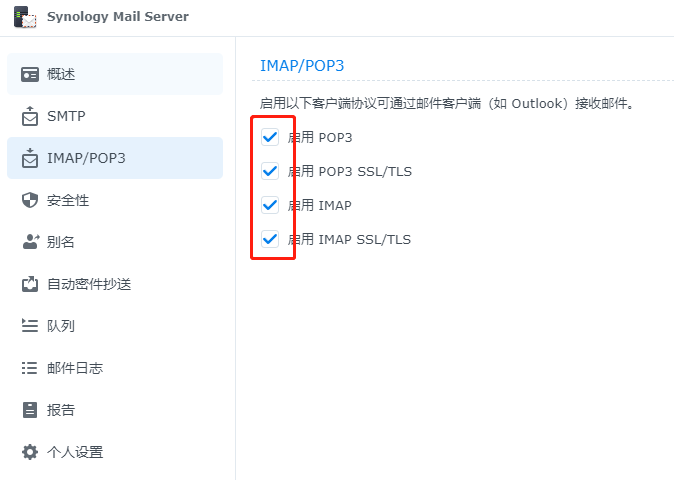 Synology Mail Server
概述
SMTP
IMAP/POP3
安全性
别名
自动密件抄送
队列
邮件日志
报告
个人设置
IMAP/POP3
启用以下客户端协议可通过邮件客户端（如 Outlook）接收邮件。
启用 POP3
启用 POP3 SSL/TLS
启用 IMAP
启用 IMAP SSL/TLS